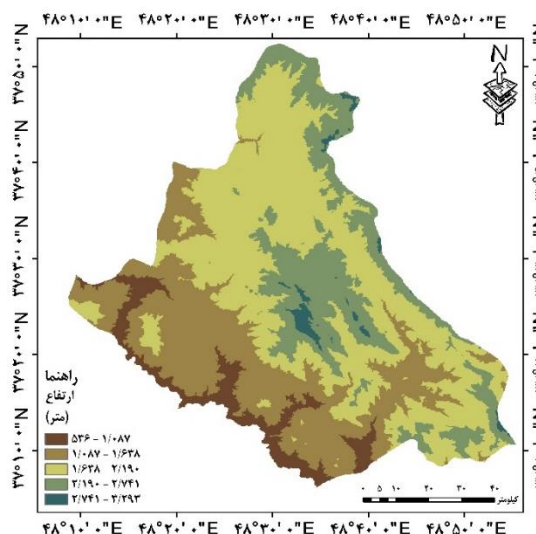 ۴۸°۱۰'۰"E ۴۸°۲۰'۰"E ۴۸°۳۰'۰"E ۴۸°۴۰'۰"E ۴۸°۵۰'۰"E
N
۳۷°۵۰'۰"N
۳۷°۴۰'۰"N
۳۷°۳۰'۰"N
۳۷°۲۰'۰"N
۳۷°۱۰'۰"N
راهنما
ارتفاع
(متر)
۵۳۶ - ۱/۰۸۷
۱/۰۸۷ - ۱/۶۳۸
۱/۶۳۸ ۲/۱۹۰
۲/۱۹۰ - ۲/۷۴۱
۲/۷۴۱ - ۳/۲۹۳
۰ ۵ ۱۰ ۲۰ ۳۰ ۴۰
کیلومتر
۴۸°۱۰'۰"E ۴۸°۲۰'۰"E ۴۸°۳۰'۰"E ۴۸°۴۰'۰"E ۴۸°۵۰'۰"E